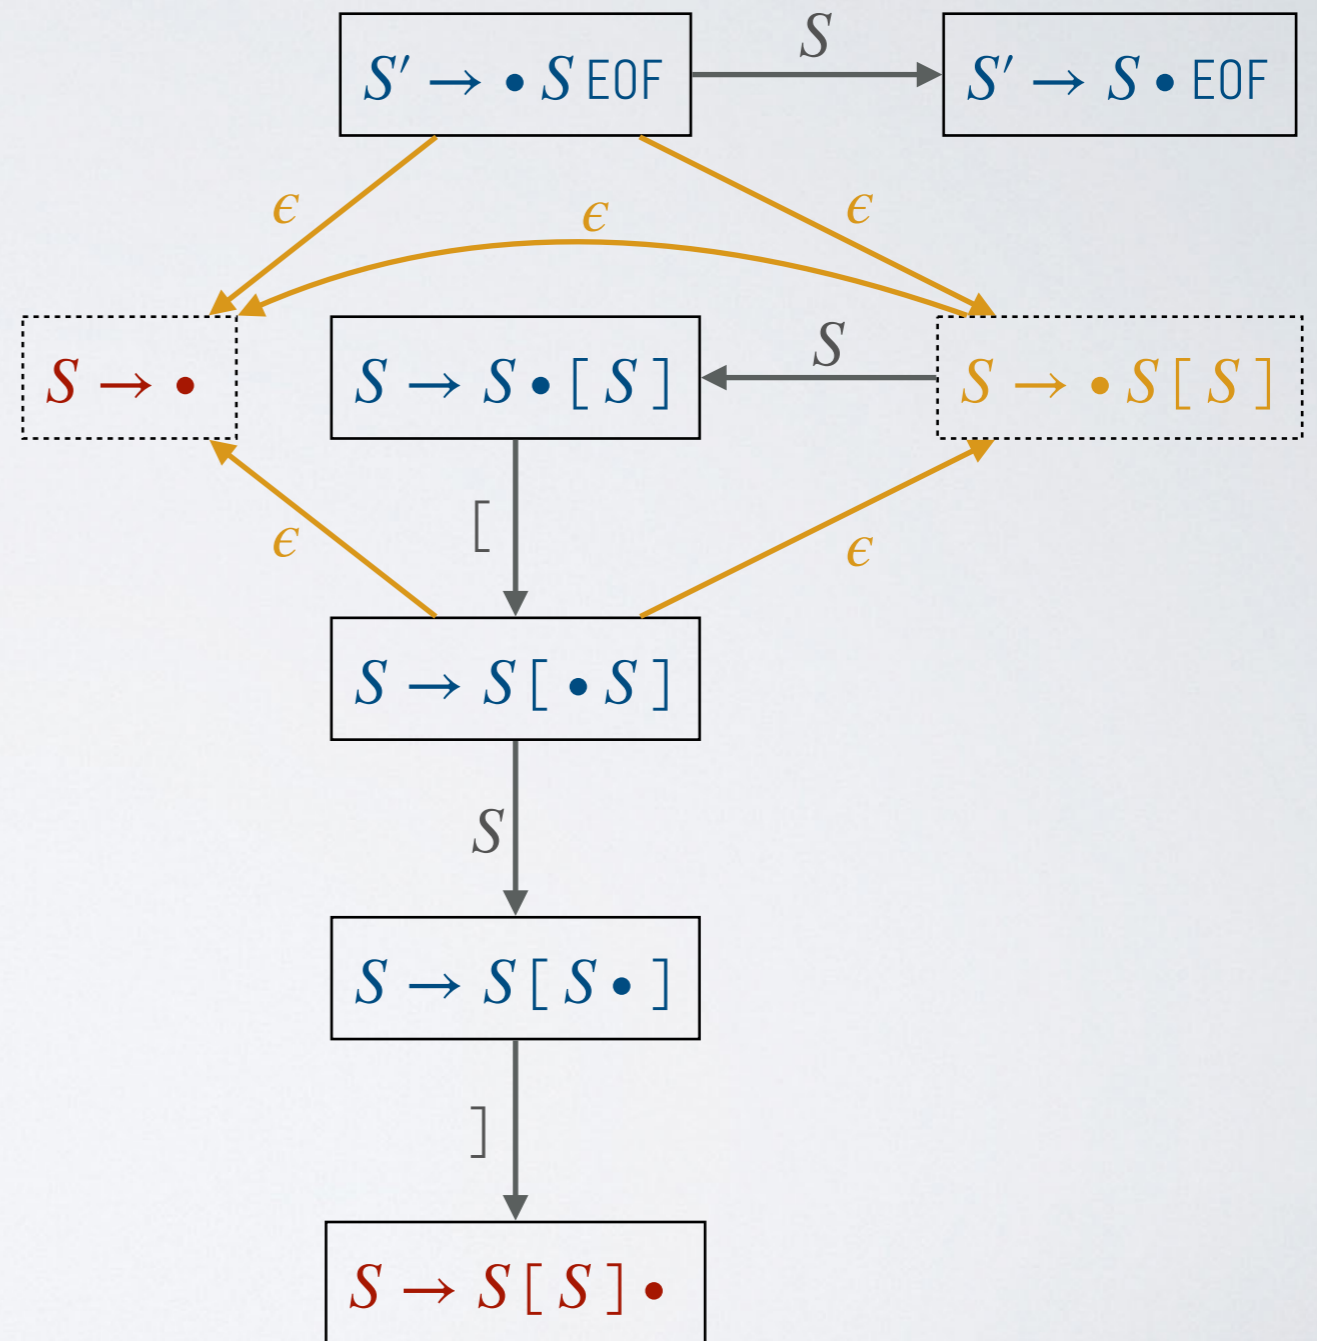 S′ → • S EOF
S
S′ → S • EOF
ϵ
ϵ
ϵ
S → •
S → S • [ S ]
S
S → • S [ S ]
[
ϵ
ϵ
S → S [ • S ]
S
S → S [ S • ]
]
S → S [ S ] •